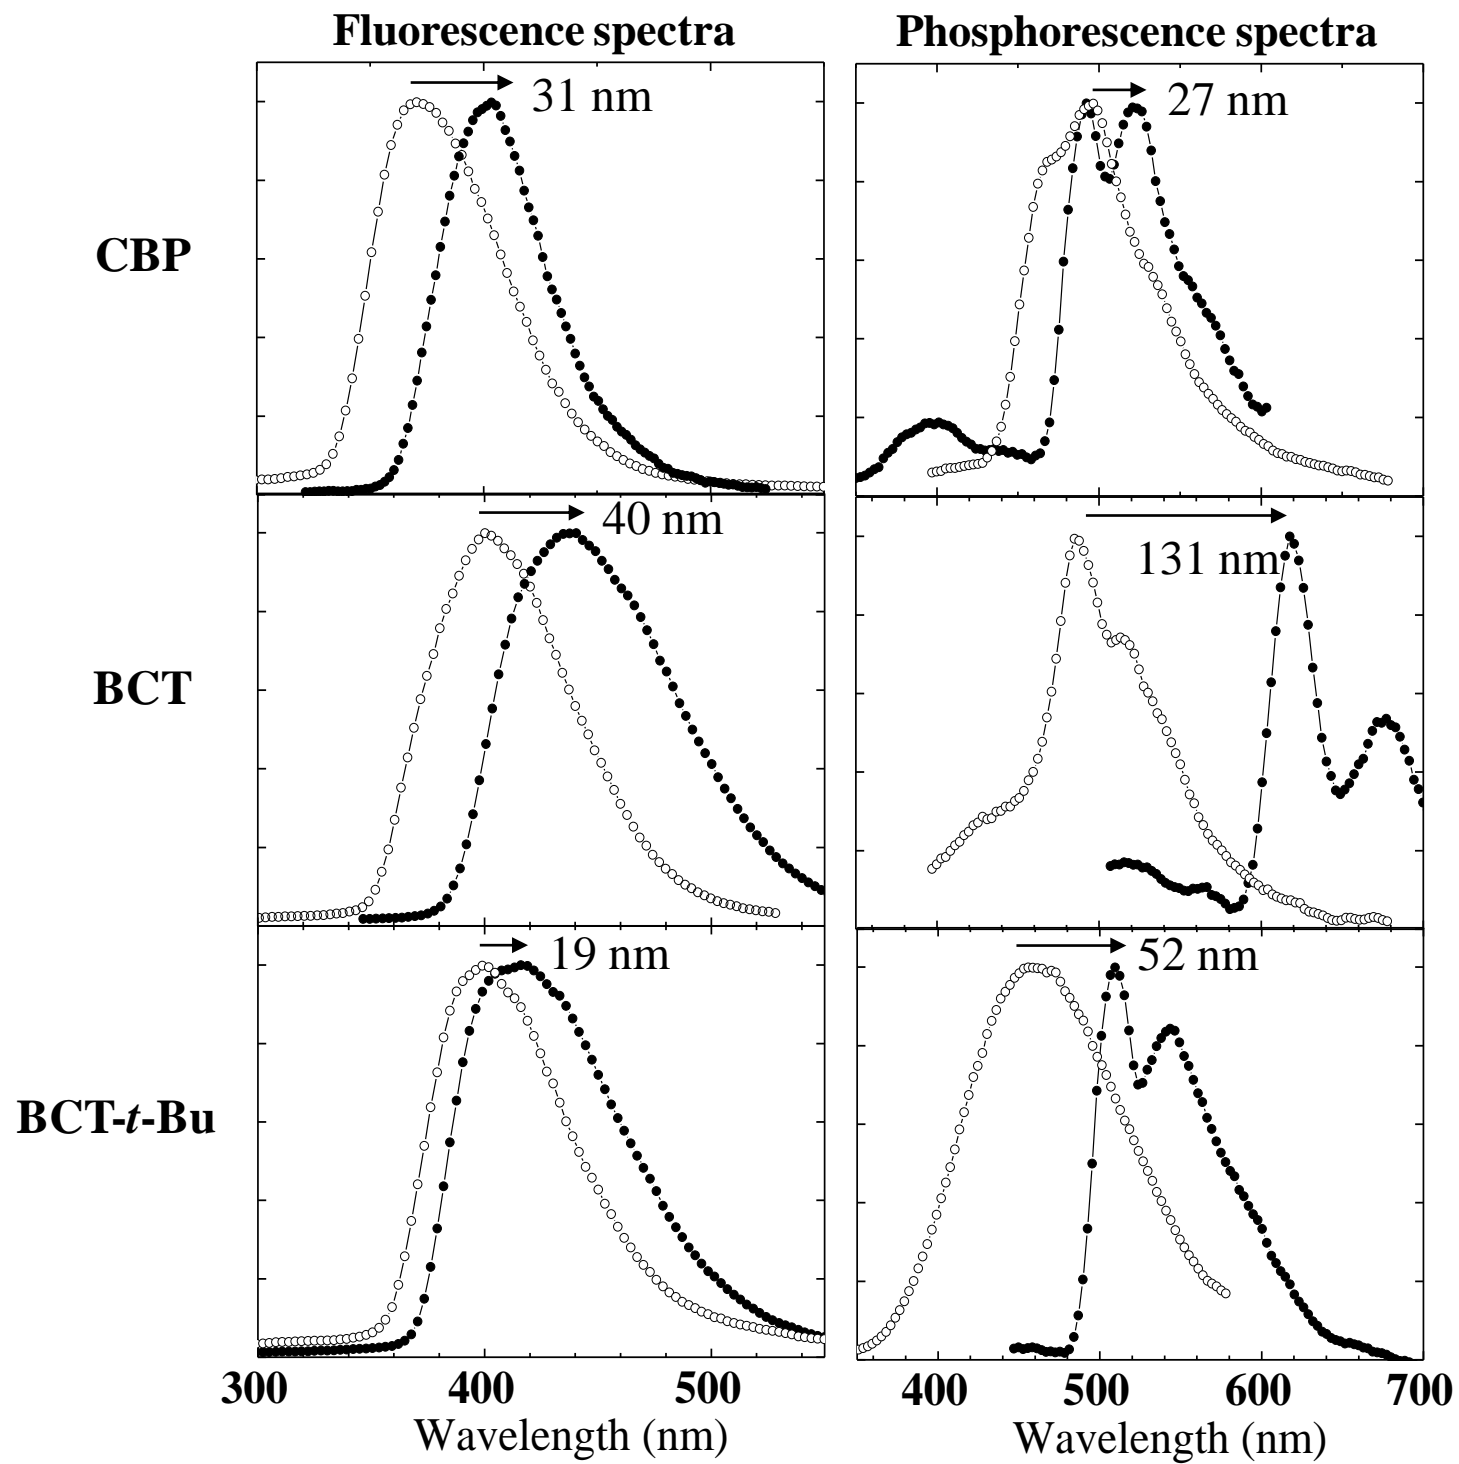 Fluorescence spectra
Phosphorescence spectra
CBP
31 nm
27 nm
BCT
40 nm
131 nm
BCT-t-Bu
19 nm
52 nm
300 400 500
400 500 600 700
Wavelength (nm)
Wavelength (nm)